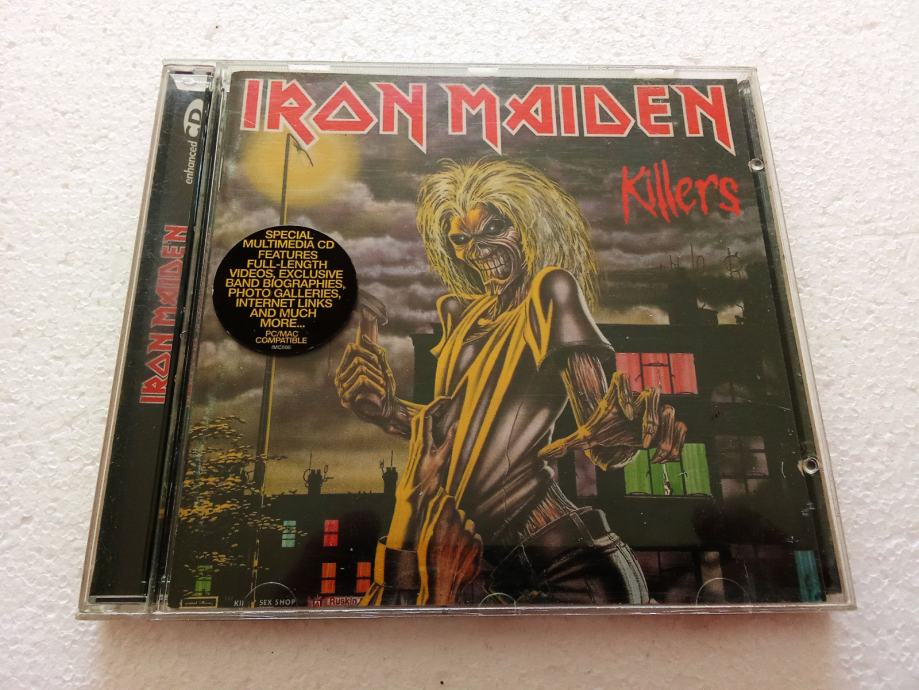 IRON MAIDEN
Killers
enhanced CD
IRON MAIDEN
SPECIAL
MULTIMEDIA CD
FEATURES
FULL-LENGTH
VIDEOS, EXCLUSIVE
BAND BIOGRAPHIES,
PHOTO GALLERIES,
INTERNET LINKS
AND MUCH
MORE...
PC/MAC
COMPATIBLE
SEX SHOP
Ruskin